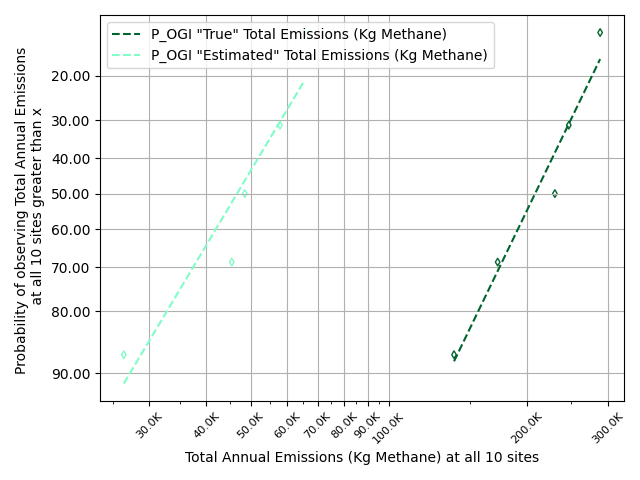 P_OGI "True" Total Emissions (Kg Methane)
P_OGI "Estimated" Total Emissions (Kg Methane)
Probability of observing Total Annual Emissions
at all 10 sites greater than x
20.00
30.00
40.00
50.00
60.00
70.00
80.00
90.00
30.0K
40.0K
50.0K
60.0K
70.0K
80.0K
90.0K
100.0K
200.0K
300.0K
Total Annual Emissions (Kg Methane) at all 10 sites